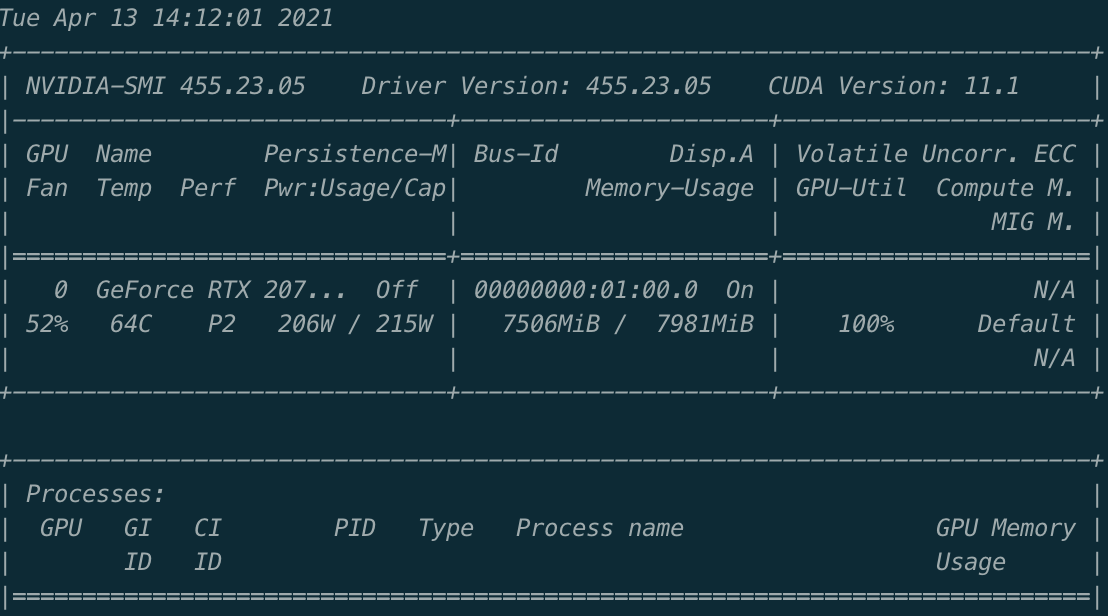 Tue Apr 13 14:12:01 2021
+-----------------------------------------------------------------------------+
| NVIDIA-SMI 455.23.05    Driver Version: 455.23.05    CUDA Version: 11.1     |
|-------------------------------+----------------------+----------------------+
| GPU  Name        Persistence-M| Bus-Id        Disp.A | Volatile Uncorr. ECC |
| Fan  Temp  Perf  Pwr:Usage/Cap|         Memory-Usage | GPU-Util  Compute M. |
|                               |                      |               MIG M. |
|===============================+======================+======================|
|   0  GeForce RTX 207...  Off  | 00000000:01:00.0  On |                  N/A |
| 52%   64C    P2   206W / 215W |   7506MiB /  7981MiB |    100%      Default |
|                               |                      |                  N/A |
+-------------------------------+----------------------+----------------------+

+-----------------------------------------------------------------------------+
| Processes:                                                                  |
|  GPU   GI   CI        PID   Type   Process name                  GPU Memory |
|        ID   ID                                                   Usage      |
|=============================================================================|